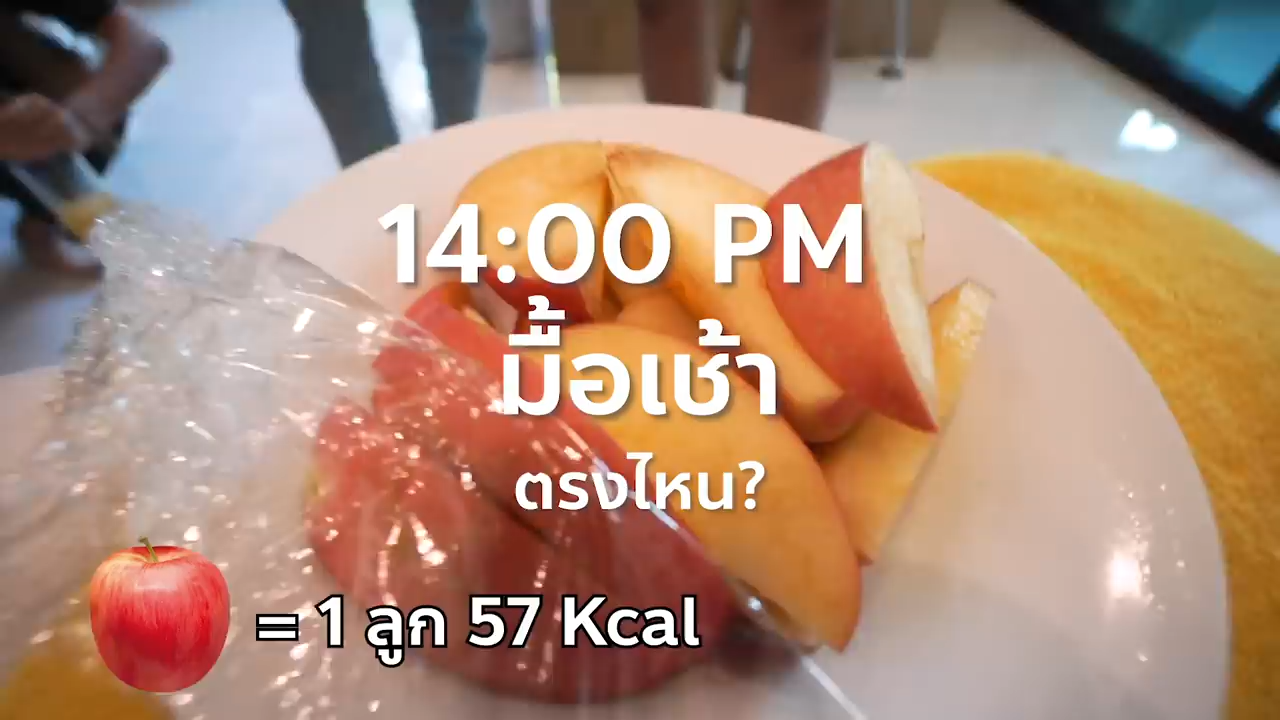 14:00 PM
มื้อเช้า
ตรงไหน?
= 1 ลูก 57 Kcal